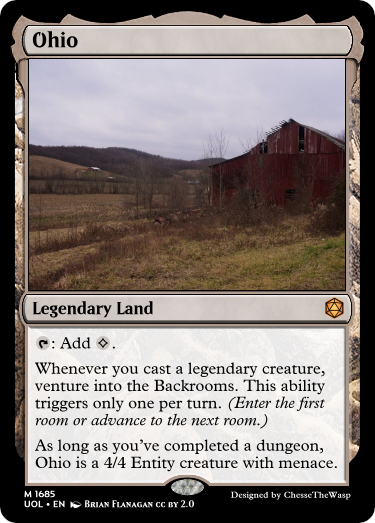 Ohio
Legendary Land
: Add .
Whenever you cast a legendary creature,
venture into the Backrooms. This ability
triggers only one per turn. (Enter the first
room or advance to the next room.)
As long as you've completed a dungeon,
Ohio is a 4/4 Entity creature with menace.
M 1685
UOL • EN Brian Flanagan CC BY 2.0
Designed by ChesseTheWasp